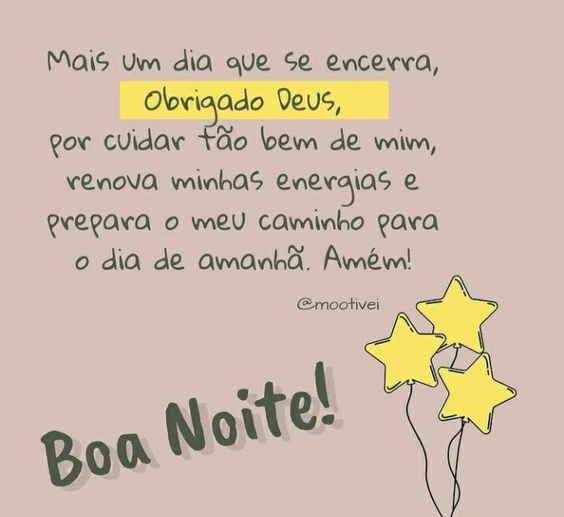 Mais um dia que se encerra,
Obrigado Deus,
por cuidar tão bem de mim,
renova minhas energias e
prepara o meu caminho para
o dia de amanhã. Amém!
@mootivei
Boa Noite!